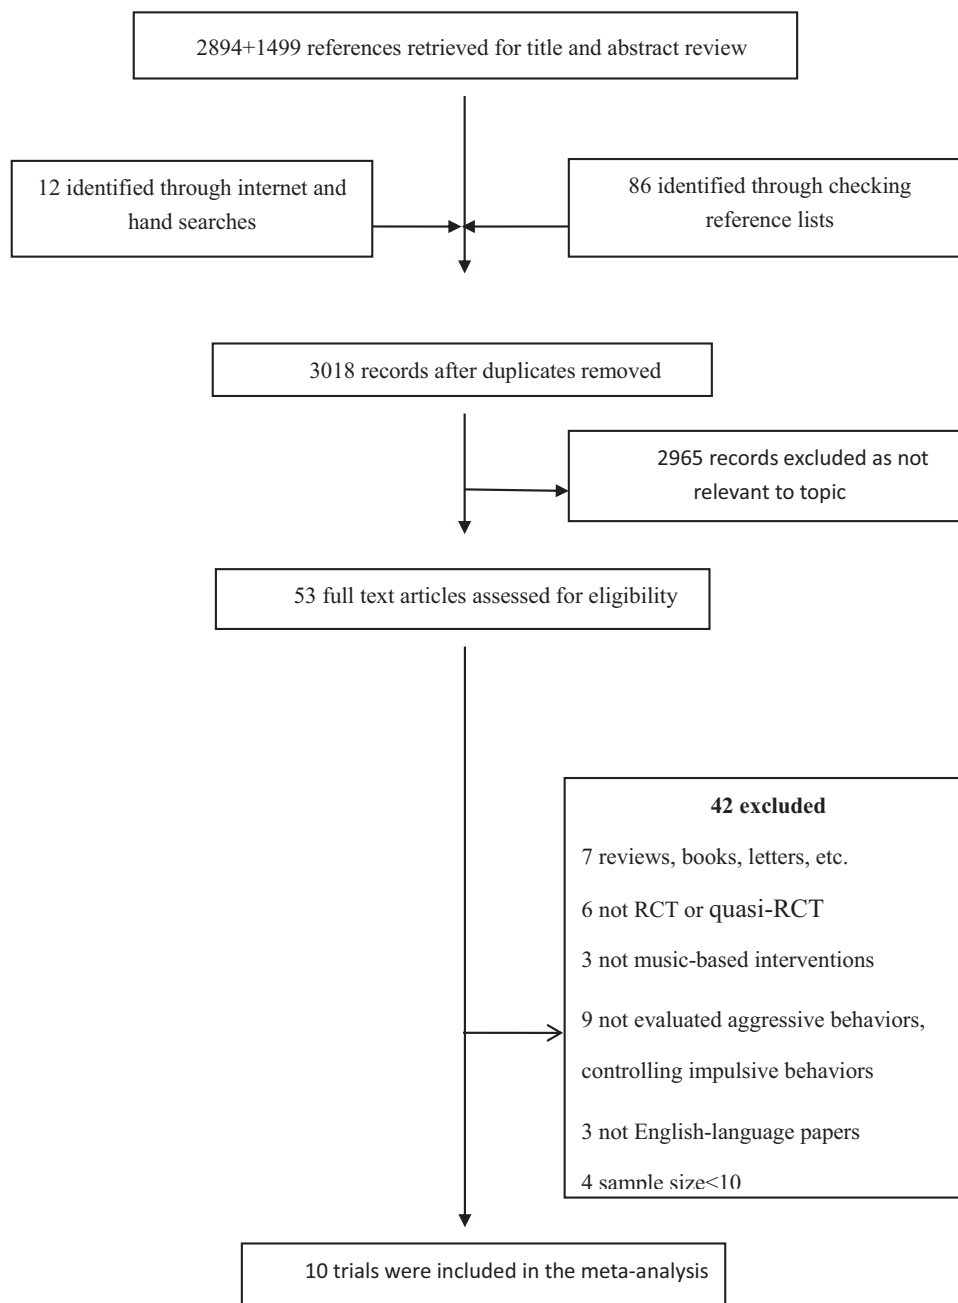 2894+1499 references retrieved for title and abstract review
12 identified through internet and
hand searches
86 identified through checking
reference lists
3018 records after duplicates removed
2965 records excluded as not
relevant to topic
53 full text articles assessed for eligibility
42 excluded
7 reviews, books, letters, etc.
6 not RCT or quasi-RCT
3 not music-based interventions
9 not evaluated aggressive behaviors,
controlling impulsive behaviors
3 not English-language papers
4 sample size<10
10 trials were included in the meta-analysis